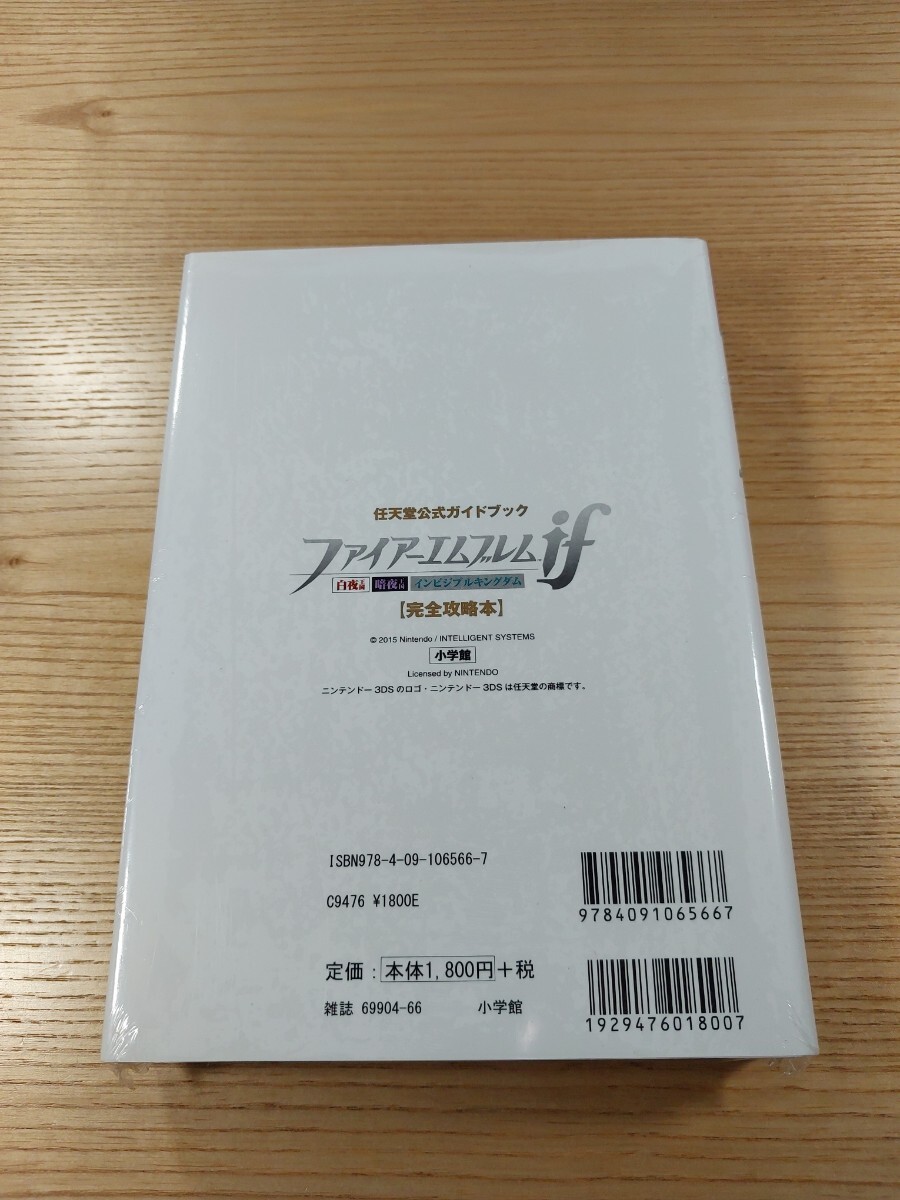 任天堂公式ガイドブック
ファイアーエムブレムif
白夜王国 暗夜王国 インビジブルキングダム
【完全攻略本】
© 2015 Nintendo / INTELLIGENT SYSTEMS
小学館
Licensed by NINTENDO
ニンテンドー3DSのロゴ・ニンテンドー3DSは任天堂の商標です。
ISBN978-4-09-106566-7
C9476 ¥1800E
9784091065667
定価：本体1,800円+税
雑誌 69904-66 小学館
1929476018007